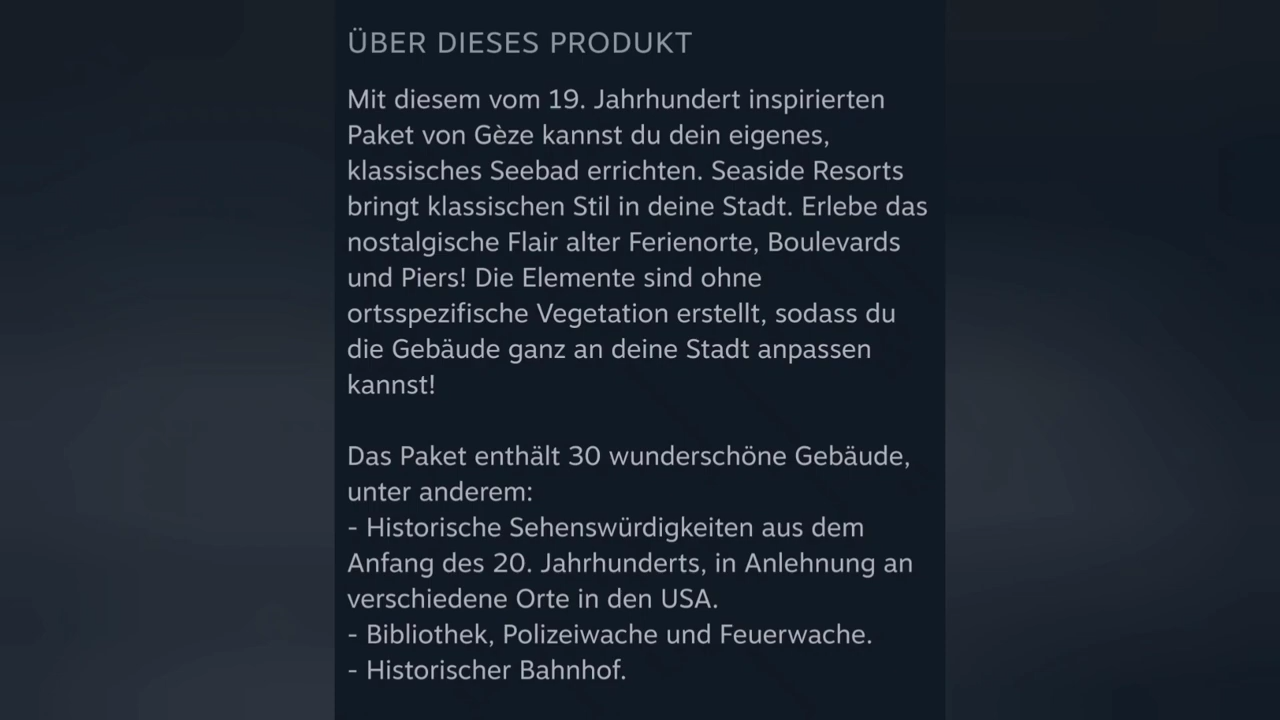 ÜBER DIESES PRODUKT
Mit diesem vom 19. Jahrhundert inspirierten
Paket von Gèze kannst du dein eigenes,
klassisches Seebad errichten. Seaside Resorts
bringt klassischen Stil in deine Stadt. Erlebe das
nostalgische Flair alter Ferienorte, Boulevards
und Piers! Die Elemente sind ohne
ortsspezifische Vegetation erstellt, sodass du
die Gebäude ganz an deine Stadt anpassen
kannst!
Das Paket enthält 30 wunderschöne Gebäude,
unter anderem:
- Historische Sehenswürdigkeiten aus dem
Anfang des 20. Jahrhunderts, in Anlehnung an
verschiedene Orte in den USA.
- Bibliothek, Polizeiwache und Feuerwache.
- Historischer Bahnhof.